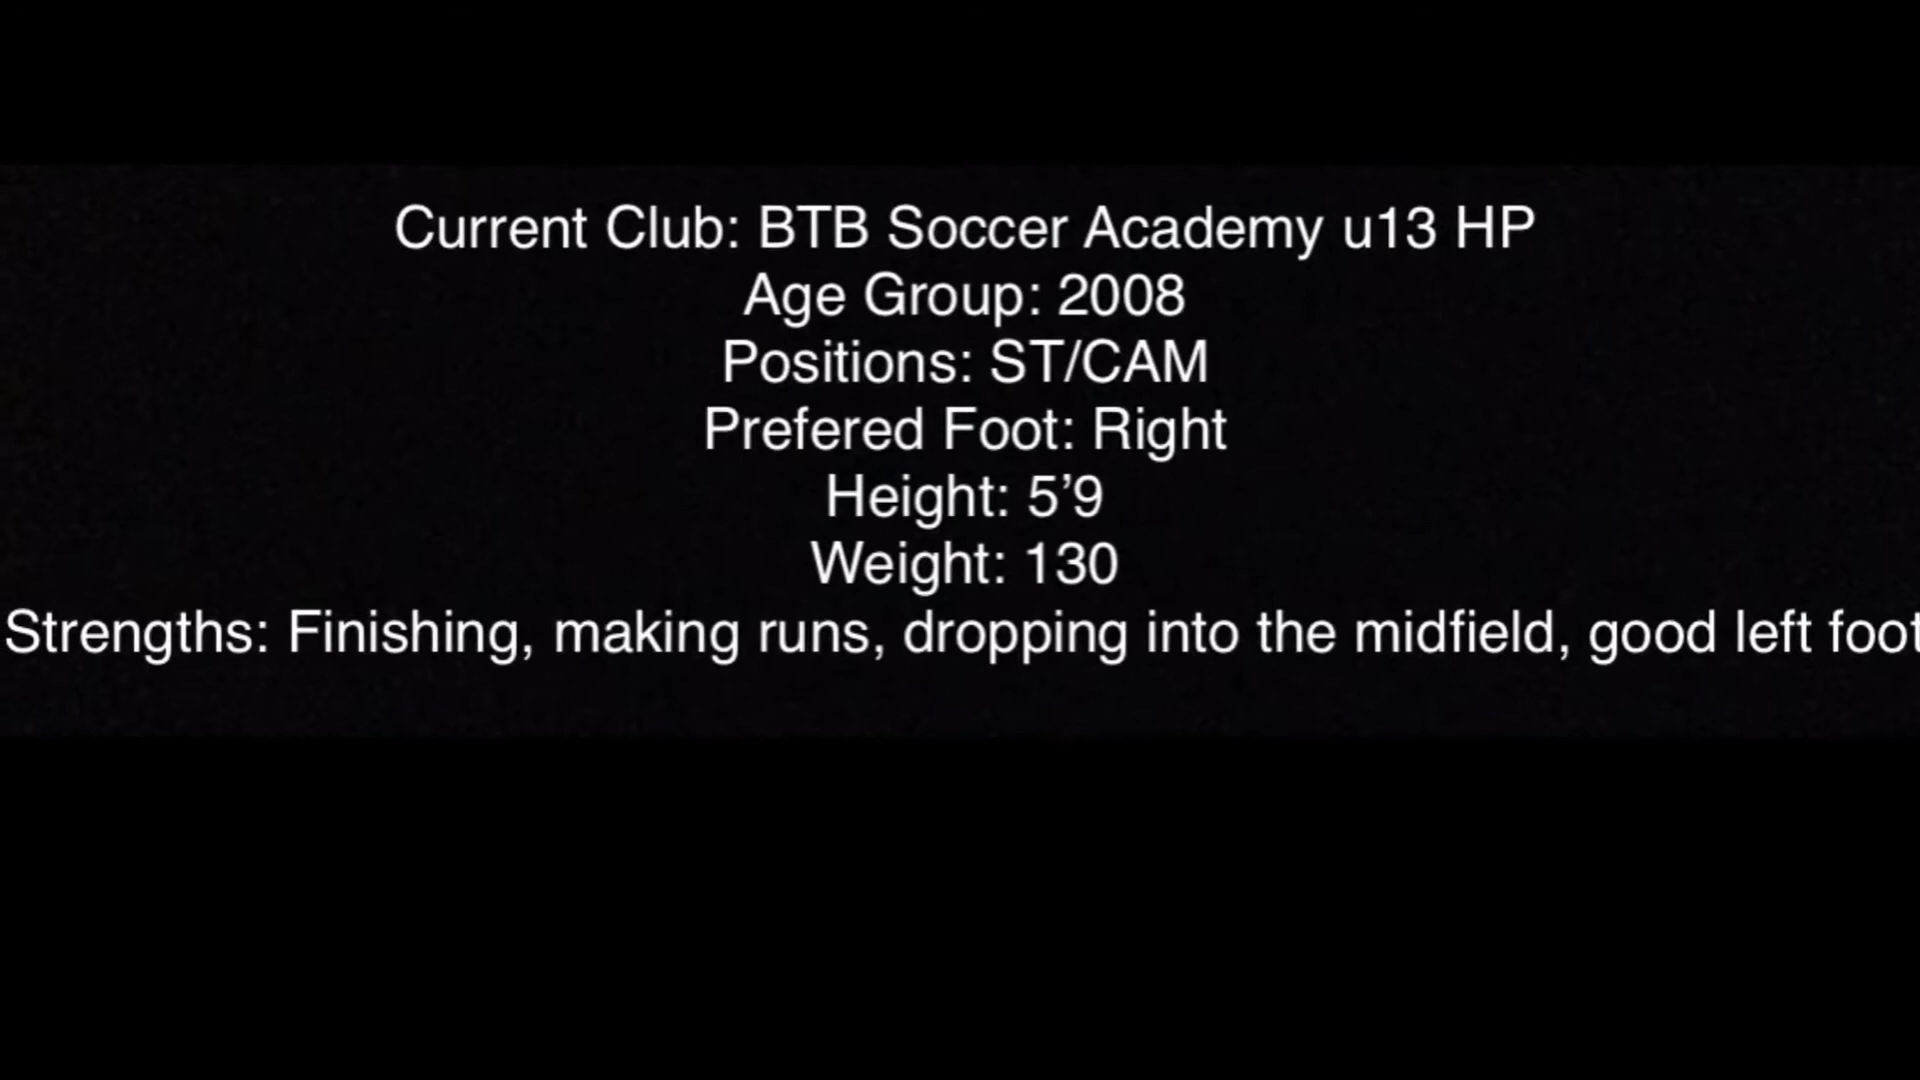 Current Club: BTB Soccer Academy u13 HP
Age Group: 2008
Positions: ST/CAM
Prefered Foot: Right
Height: 5’9
Weight: 130
Strengths: Finishing, making runs, dropping into the midfield, good left foot